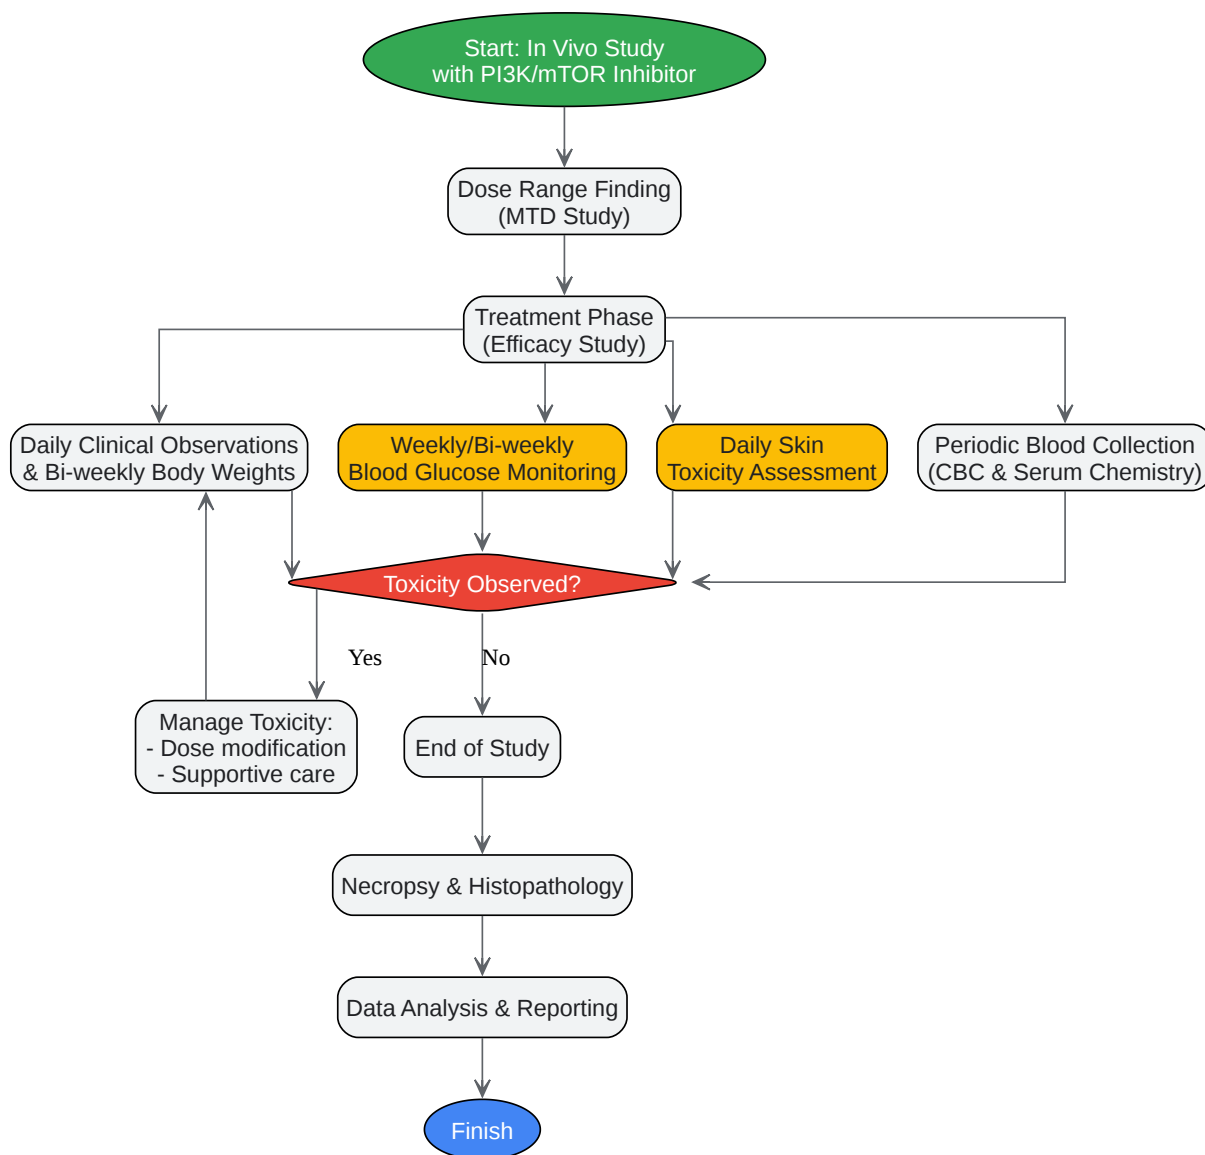 Start: In Vivo Study
with PI3K/mTOR Inhibitor
Dose Range Finding
(MTD Study)
Treatment Phase
(Efficacy Study)
Daily Clinical Observations
& Bi-weekly Body Weights
Weekly/Bi-weekly
Blood Glucose Monitoring
Daily Skin
Toxicity Assessment
Periodic Blood Collection
(CBC & Serum Chemistry)
Toxicity Observed?
Yes
No
Manage Toxicity:
- Dose modification
- Supportive care
End of Study
Necropsy & Histopathology
Data Analysis & Reporting
Finish